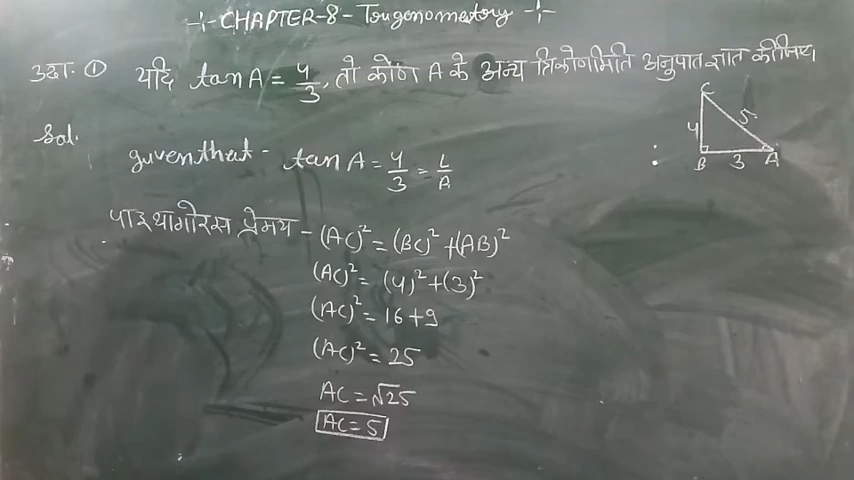 -:- CHAPTER-8 - Trigonometry -:-
उदा. ① यदि tan A = 4/3, तो कोण A के अन्य त्रिकोणमिति अनुपात ज्ञात कीजिए।
C
4 5
B 3 A
Sol.
given that - tan A = 4/3 = L/A
पाइथागोरस प्रेमय - (AC)² = (BC)² + (AB)²
(AC)² = (4)² + (3)²
(AC)² = 16 + 9
(AC)² = 25
AC = √25
AC = 5